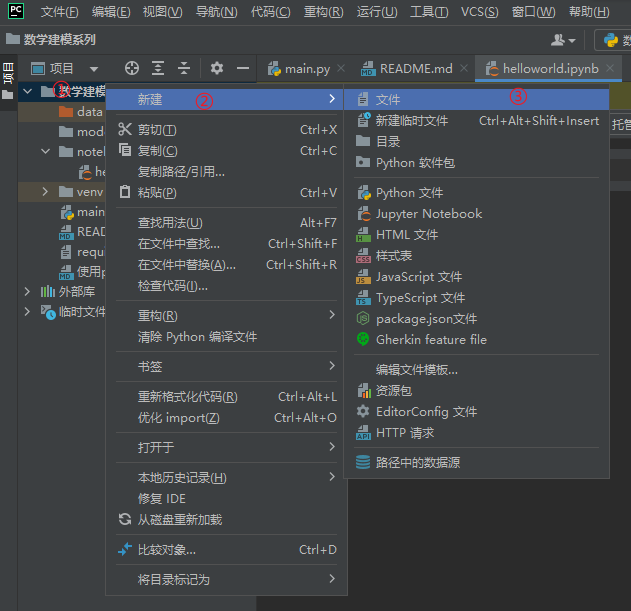 PC 文件(F) 编辑(E) 视图(V) 导航(N) 代码(C) 重构(R) 运行(U) 工具(T) VCS(S) 窗口(W) 帮助(H)
数学建模系列
项目
项目 main.py README.md helloworld.ipynb
① 数学建模
data
mod
note
he
venv
main
READ
requi
使用p
外部库
临时文件
新建 ②
剪切(T) Ctrl+X
复制(C) Ctrl+C
复制路径/引用...
粘贴(P) Ctrl+V
查找用法(U) Alt+F7
在文件中查找... Ctrl+Shift+F
在文件中替换(A)... Ctrl+Shift+R
检查代码(I)...
重构(R)
清除 Python 编译文件
书签
重新格式化代码(R) Ctrl+Alt+L
优化 import(Z) Ctrl+Alt+O
打开于
本地历史记录(H)
修复 IDE
从磁盘重新加载
比较对象... Ctrl+D
将目录标记为
文件 ③
新建临时文件 Ctrl+Alt+Shift+Insert
目录
Python 软件包
Python 文件
Jupyter Notebook
HTML 文件
样式表
JavaScript 文件
TypeScript 文件
package.json文件
Gherkin feature file
编辑文件模板...
资源包
EditorConfig 文件
HTTP 请求
路径中的数据源
托管